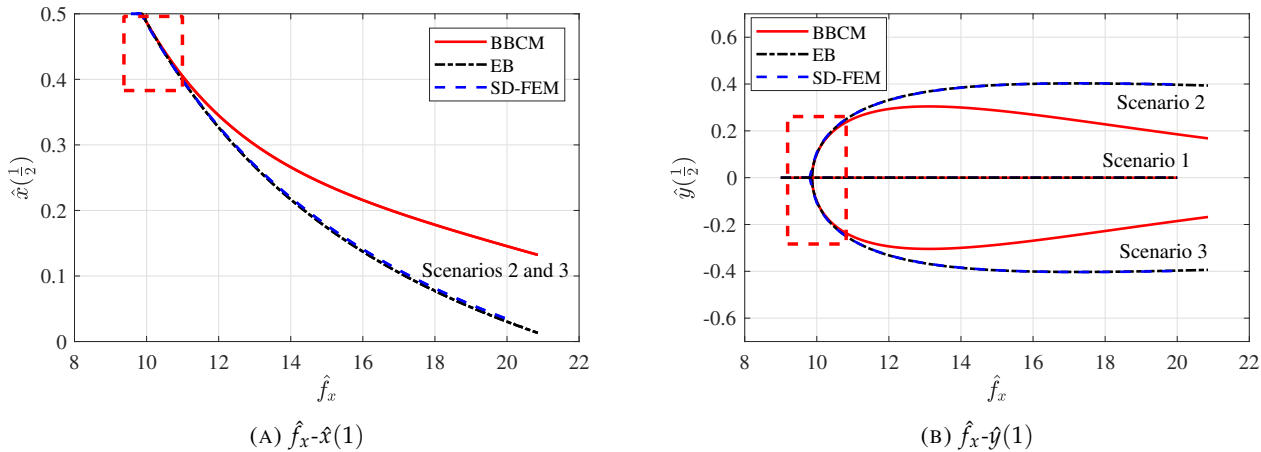 0.5
0.4
0.3
0.2
0.1
0
x̂(½)
8 10 12 14 16 18 20 22
f̂ₓ
BBCM
EB
SD-FEM
Scenarios 2 and 3
(A) f̂ₓ-x̂(1)
0.6
0.4
0.2
0
-0.2
-0.4
-0.6
ŷ(½)
8 10 12 14 16 18 20 22
f̂ₓ
BBCM
EB
SD-FEM
Scenario 2
Scenario 1
Scenario 3
(B) f̂ₓ-ŷ(1)